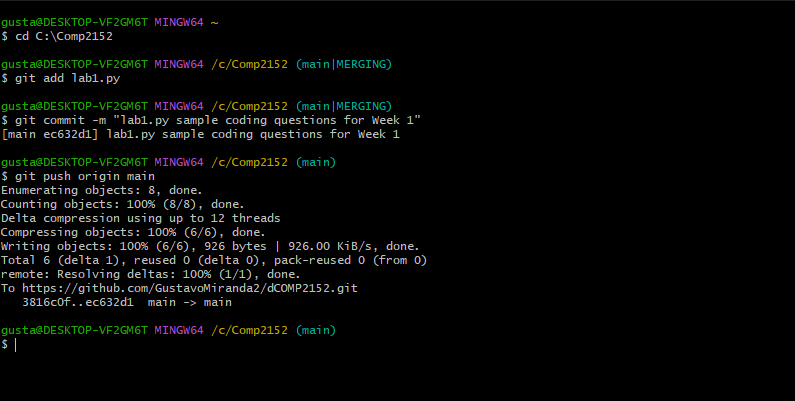 gusta@DESKTOP-VF2GM6T MINGW64 ~
$ cd C:\Comp2152
gusta@DESKTOP-VF2GM6T MINGW64 /c/Comp2152 (main|MERGING)
$ git add lab1.py
gusta@DESKTOP-VF2GM6T MINGW64 /c/Comp2152 (main|MERGING)
$ git commit -m "lab1.py sample coding questions for Week 1"
[main ec632d1] lab1.py sample coding questions for Week 1
gusta@DESKTOP-VF2GM6T MINGW64 /c/Comp2152 (main)
$ git push origin main
Enumerating objects: 8, done.
Counting objects: 100% (8/8), done.
Delta compression using up to 12 threads
Compressing objects: 100% (6/6), done.
Writing objects: 100% (6/6), 926 bytes | 926.00 KiB/s, done.
Total 6 (delta 1), reused 0 (delta 0), pack-reused 0 (from 0)
remote: Resolving deltas: 100% (1/1), done.
To https://github.com/GustavoMiranda2/dCOMP2152.git
   3816c0f..ec632d1  main -> main
gusta@DESKTOP-VF2GM6T MINGW64 /c/Comp2152 (main)
$